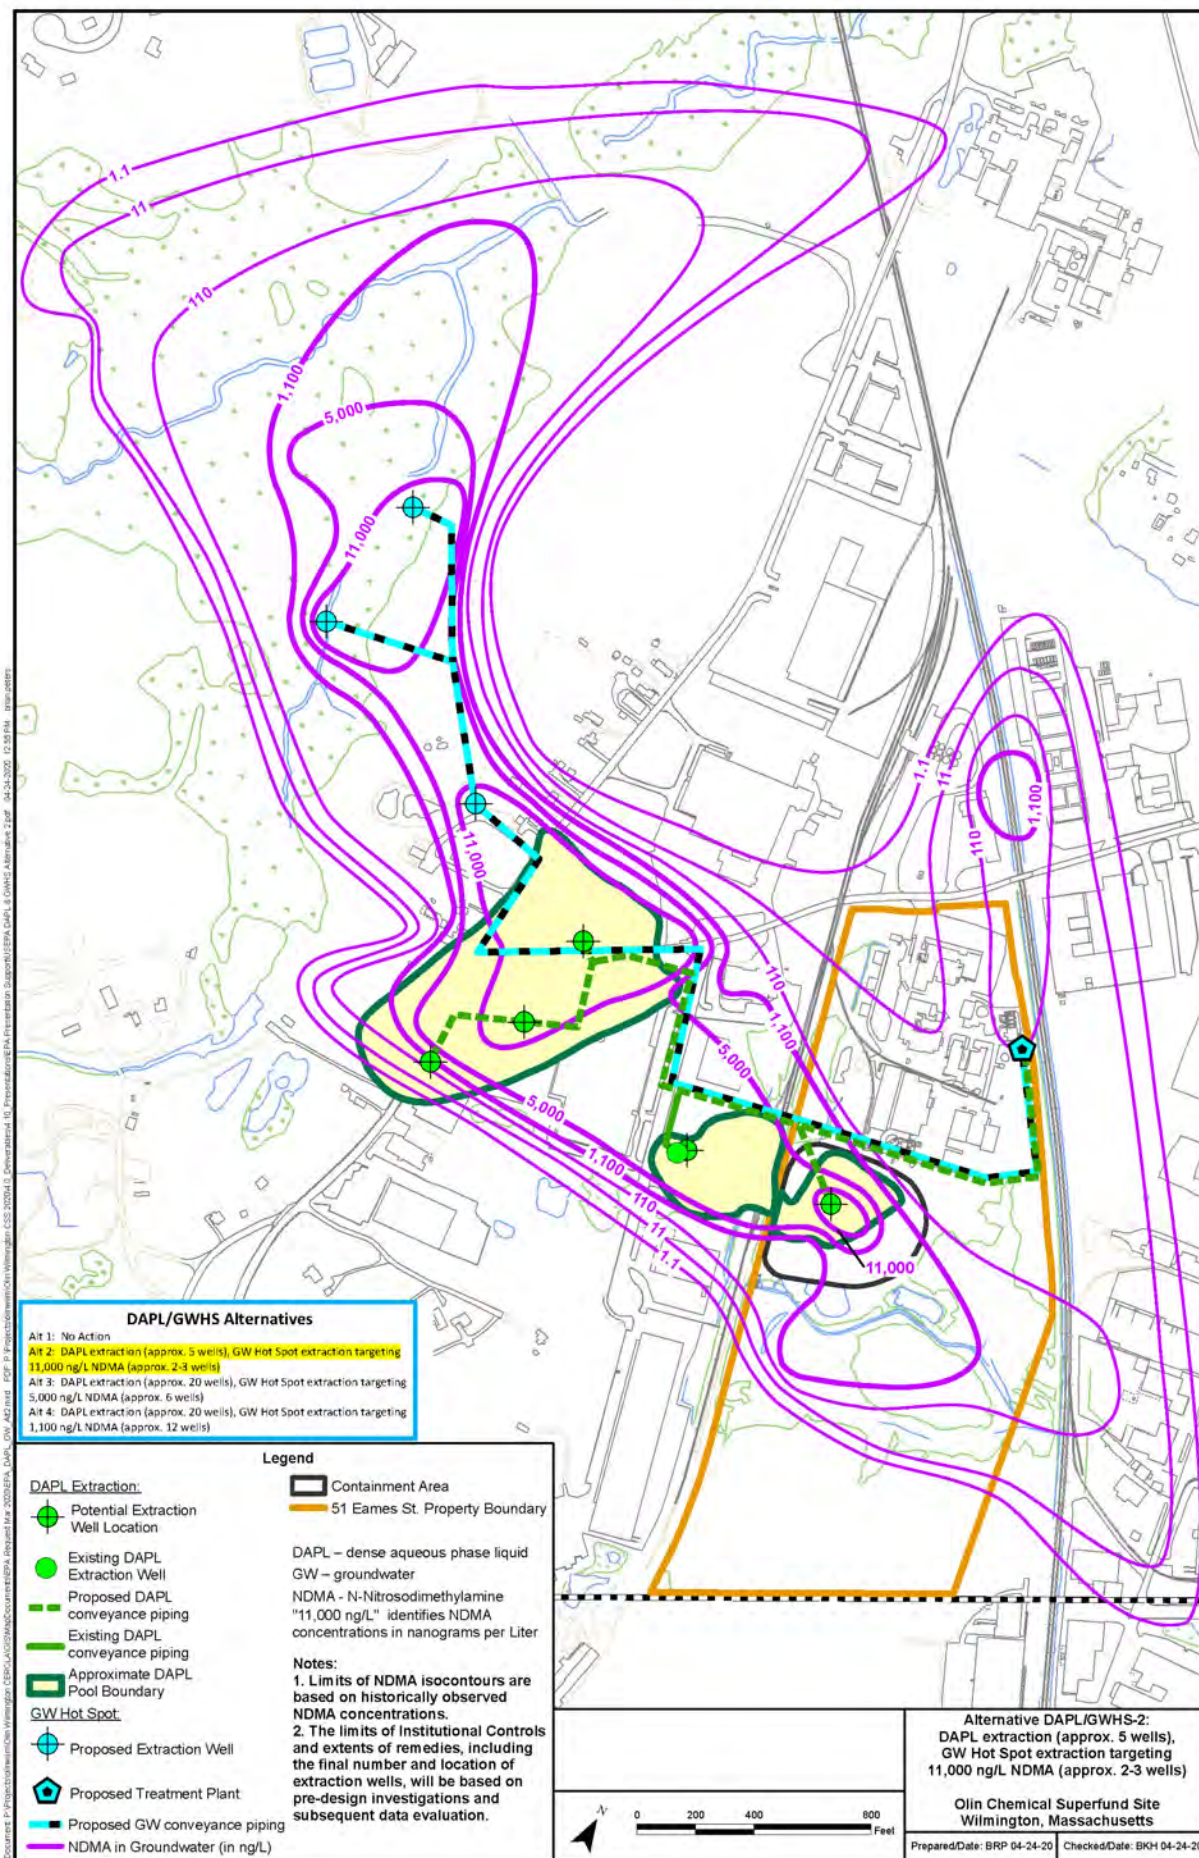 1.1
11
110
1,100
5,000
11,000
11,000
1.1
11
110
1,100
110
1,100
5,000
5,000
1,100
110
11
1.1
11,000
DAPL/GWHS Alternatives
Alt 1: No Action
Alt 2: DAPL extraction (approx. 5 wells), GW Hot Spot extraction targeting
11,000 ng/L NDMA (approx. 2-3 wells)
Alt 3: DAPL extraction (approx. 20 wells), GW Hot Spot extraction targeting
5,000 ng/L NDMA (approx. 6 wells)
Alt 4: DAPL extraction (approx. 20 wells), GW Hot Spot extraction targeting
1,100 ng/L NDMA (approx. 12 wells)
Legend
DAPL Extraction:
Potential Extraction
Well Location
Existing DAPL
Extraction Well
Proposed DAPL
conveyance piping
Existing DAPL
conveyance piping
Approximate DAPL
Pool Boundary
GW Hot Spot:
Proposed Extraction Well
Proposed Treatment Plant
Proposed GW conveyance piping
NDMA in Groundwater (in ng/L)
Containment Area
51 Eames St. Property Boundary
DAPL – dense aqueous phase liquid
GW – groundwater
NDMA - N-Nitrosodimethylamine
"11,000 ng/L" identifies NDMA
concentrations in nanograms per Liter
Notes:
1. Limits of NDMA isocontours are
based on historically observed
NDMA concentrations.
2. The limits of Institutional Controls
and extents of remedies, including
the final number and location of
extraction wells, will be based on
pre-design investigations and
subsequent data evaluation.
N
0 200 400 800
Feet
Alternative DAPL/GWHS-2:
DAPL extraction (approx. 5 wells),
GW Hot Spot extraction targeting
11,000 ng/L NDMA (approx. 2-3 wells)
Olin Chemical Superfund Site
Wilmington, Massachusetts
Prepared/Date: BRP 04-24-20 Checked/Date: BKH 04-24-20